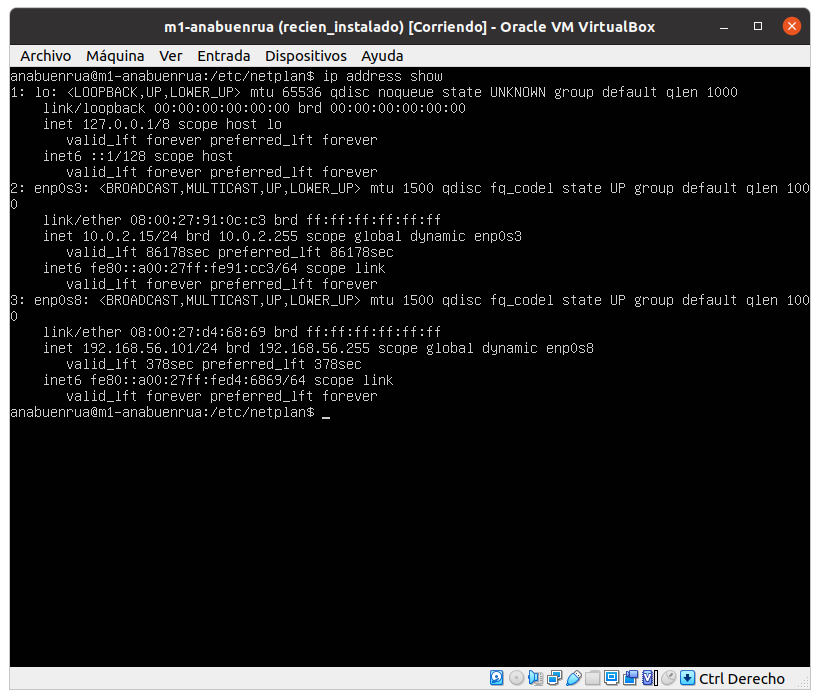 m1-anabuenrua (recien_instalado) [Corriendo] - Oracle VM VirtualBox
Archivo Máquina Ver Entrada Dispositivos Ayuda
anabuenrua@m1-anabuenrua:/etc/netplan$ ip address show
1: lo: <LOOPBACK,UP,LOWER_UP> mtu 65536 qdisc noqueue state UNKNOWN group default qlen 1000
    link/loopback 00:00:00:00:00:00 brd 00:00:00:00:00:00
    inet 127.0.0.1/8 scope host lo
       valid_lft forever preferred_lft forever
    inet6 ::1/128 scope host
       valid_lft forever preferred_lft forever
2: enp0s3: <BROADCAST,MULTICAST,UP,LOWER_UP> mtu 1500 qdisc fq_codel state UP group default qlen 100
0
    link/ether 08:00:27:91:0c:c3 brd ff:ff:ff:ff:ff:ff
    inet 10.0.2.15/24 brd 10.0.2.255 scope global dynamic enp0s3
       valid_lft 86178sec preferred_lft 86178sec
    inet6 fe80::a00:27ff:fe91:cc3/64 scope link
       valid_lft forever preferred_lft forever
3: enp0s8: <BROADCAST,MULTICAST,UP,LOWER_UP> mtu 1500 qdisc fq_codel state UP group default qlen 100
0
    link/ether 08:00:27:d4:68:69 brd ff:ff:ff:ff:ff:ff
    inet 192.168.56.101/24 brd 192.168.56.255 scope global dynamic enp0s8
       valid_lft 378sec preferred_lft 378sec
    inet6 fe80::a00:27ff:fed4:6869/64 scope link
       valid_lft forever preferred_lft forever
anabuenrua@m1-anabuenrua:/etc/netplan$ _
Ctrl Derecho